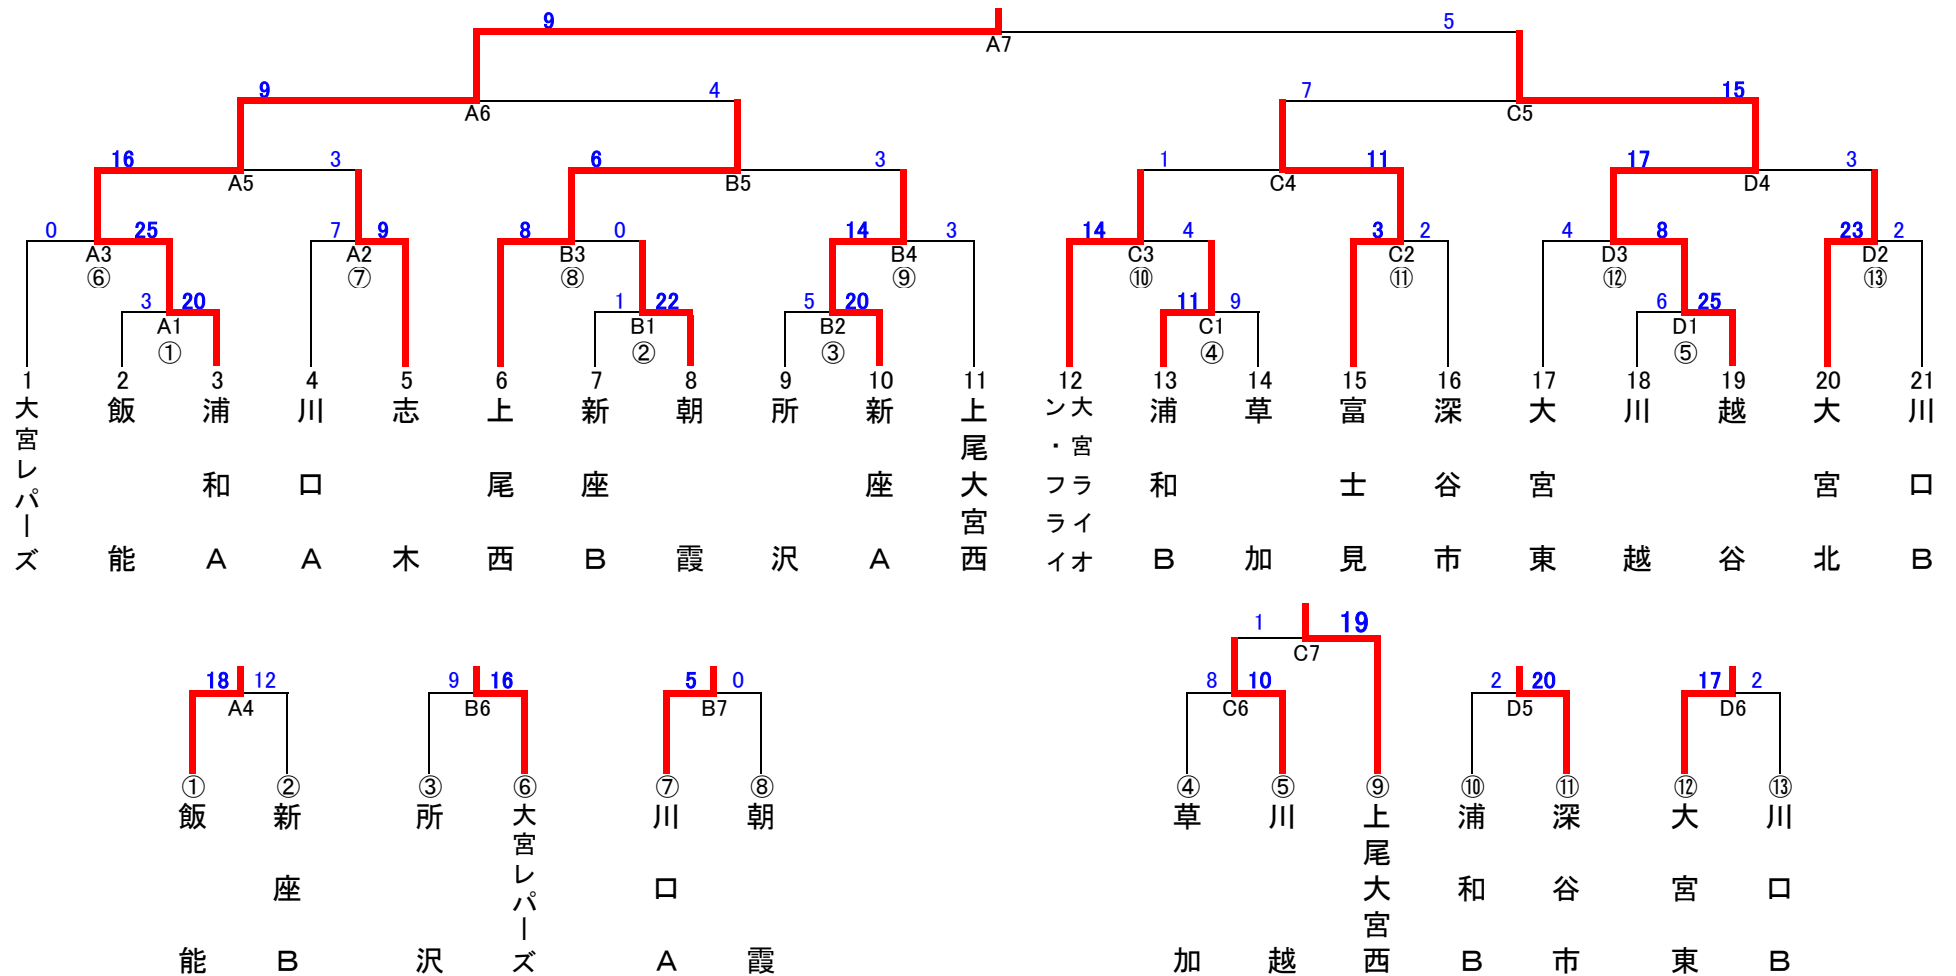 9 5
A7
9 4 7 15
A6 C5
16 3 6 3 1 11 17 3
A5 B5 C4 D4
0 25 7 9 8 0 14 3 14 4 3 2 4 8 23 2
A3 A2 B3 B4 C3 C2 D3 D2
⑥ ⑦ ⑧ ⑨ ⑩ ⑪ ⑫ ⑬
3 20 1 22 5 20 11 9 6 25
A1 B1 B2 C1 D1
① ② ③ ④ ⑤
1 2 3 4 5 6 7 8 9 10 11 12 13 14 15 16 17 18 19 20 21
大宮レパーズ
飯能
浦和A
川口A
志木
上尾西
新座B
朝霞
所沢
新座A
上尾大宮西
大宮ライオ
ン・フライ
浦和B
草加
富士見
深谷市
大宮東
川越
越谷
大宮北
川口B
1 19
C7
18 12 9 16 5 0 8 10 2 20 17 2
A4 B6 B7 C6 D5 D6
① ② ③ ⑥ ⑦ ⑧ ④ ⑤ ⑨ ⑩ ⑪ ⑫ ⑬
飯能
新座B
所沢
大宮レパーズ
川口A
朝霞
草加
川越
上尾大宮西
浦和B
深谷市
大宮東
川口B